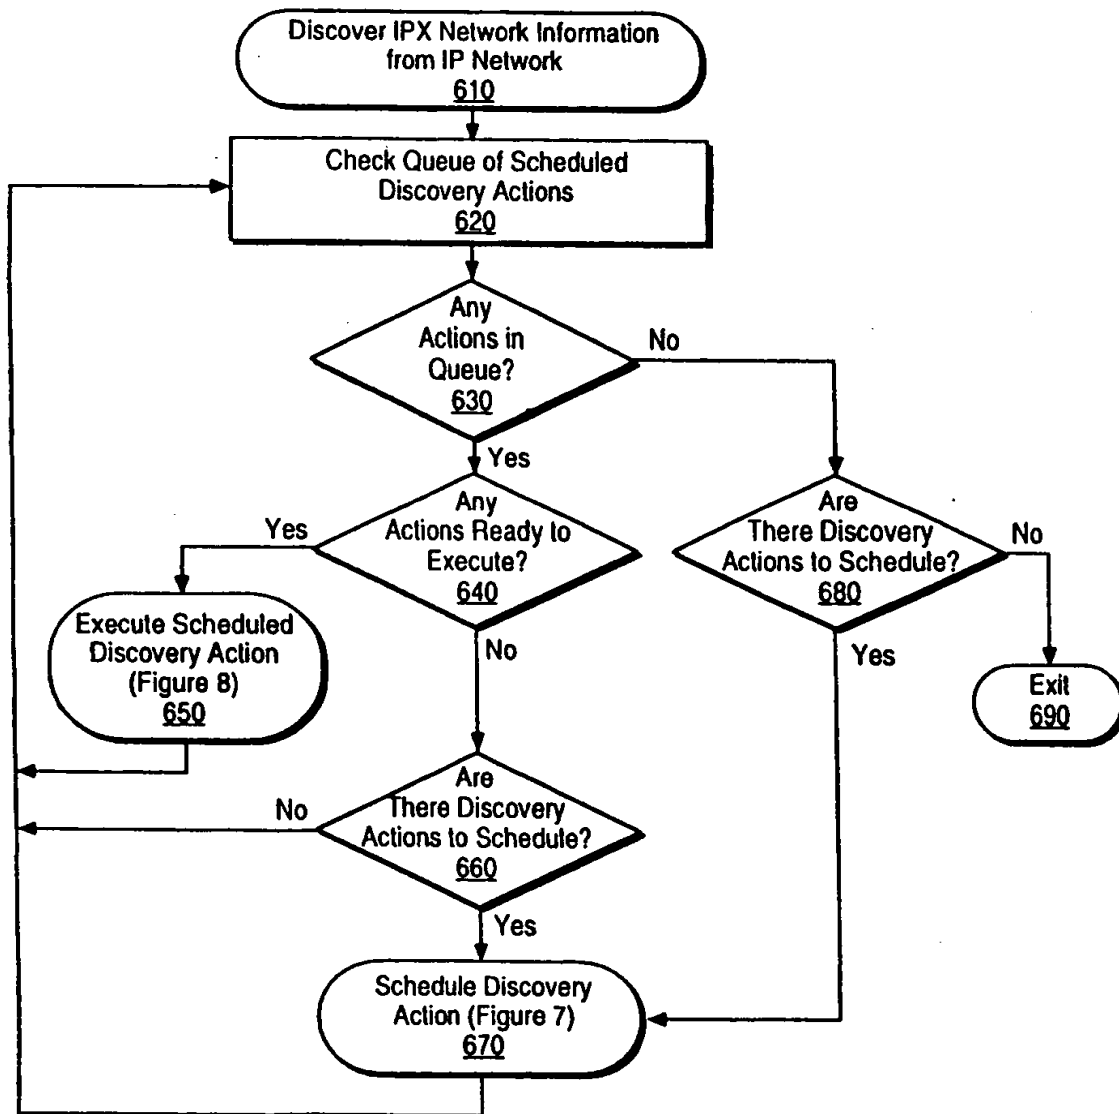 Discover IPX Network Information
from IP Network
610
Check Queue of Scheduled
Discovery Actions
620
Any
Actions in
Queue?
630
No
Yes
Any
Actions Ready to
Execute?
640
Yes
No
Are
There Discovery
Actions to Schedule?
680
No
Yes
Execute Scheduled
Discovery Action
(Figure 8)
650
Exit
690
Are
There Discovery
Actions to Schedule?
660
No
Yes
Schedule Discovery
Action (Figure 7)
670